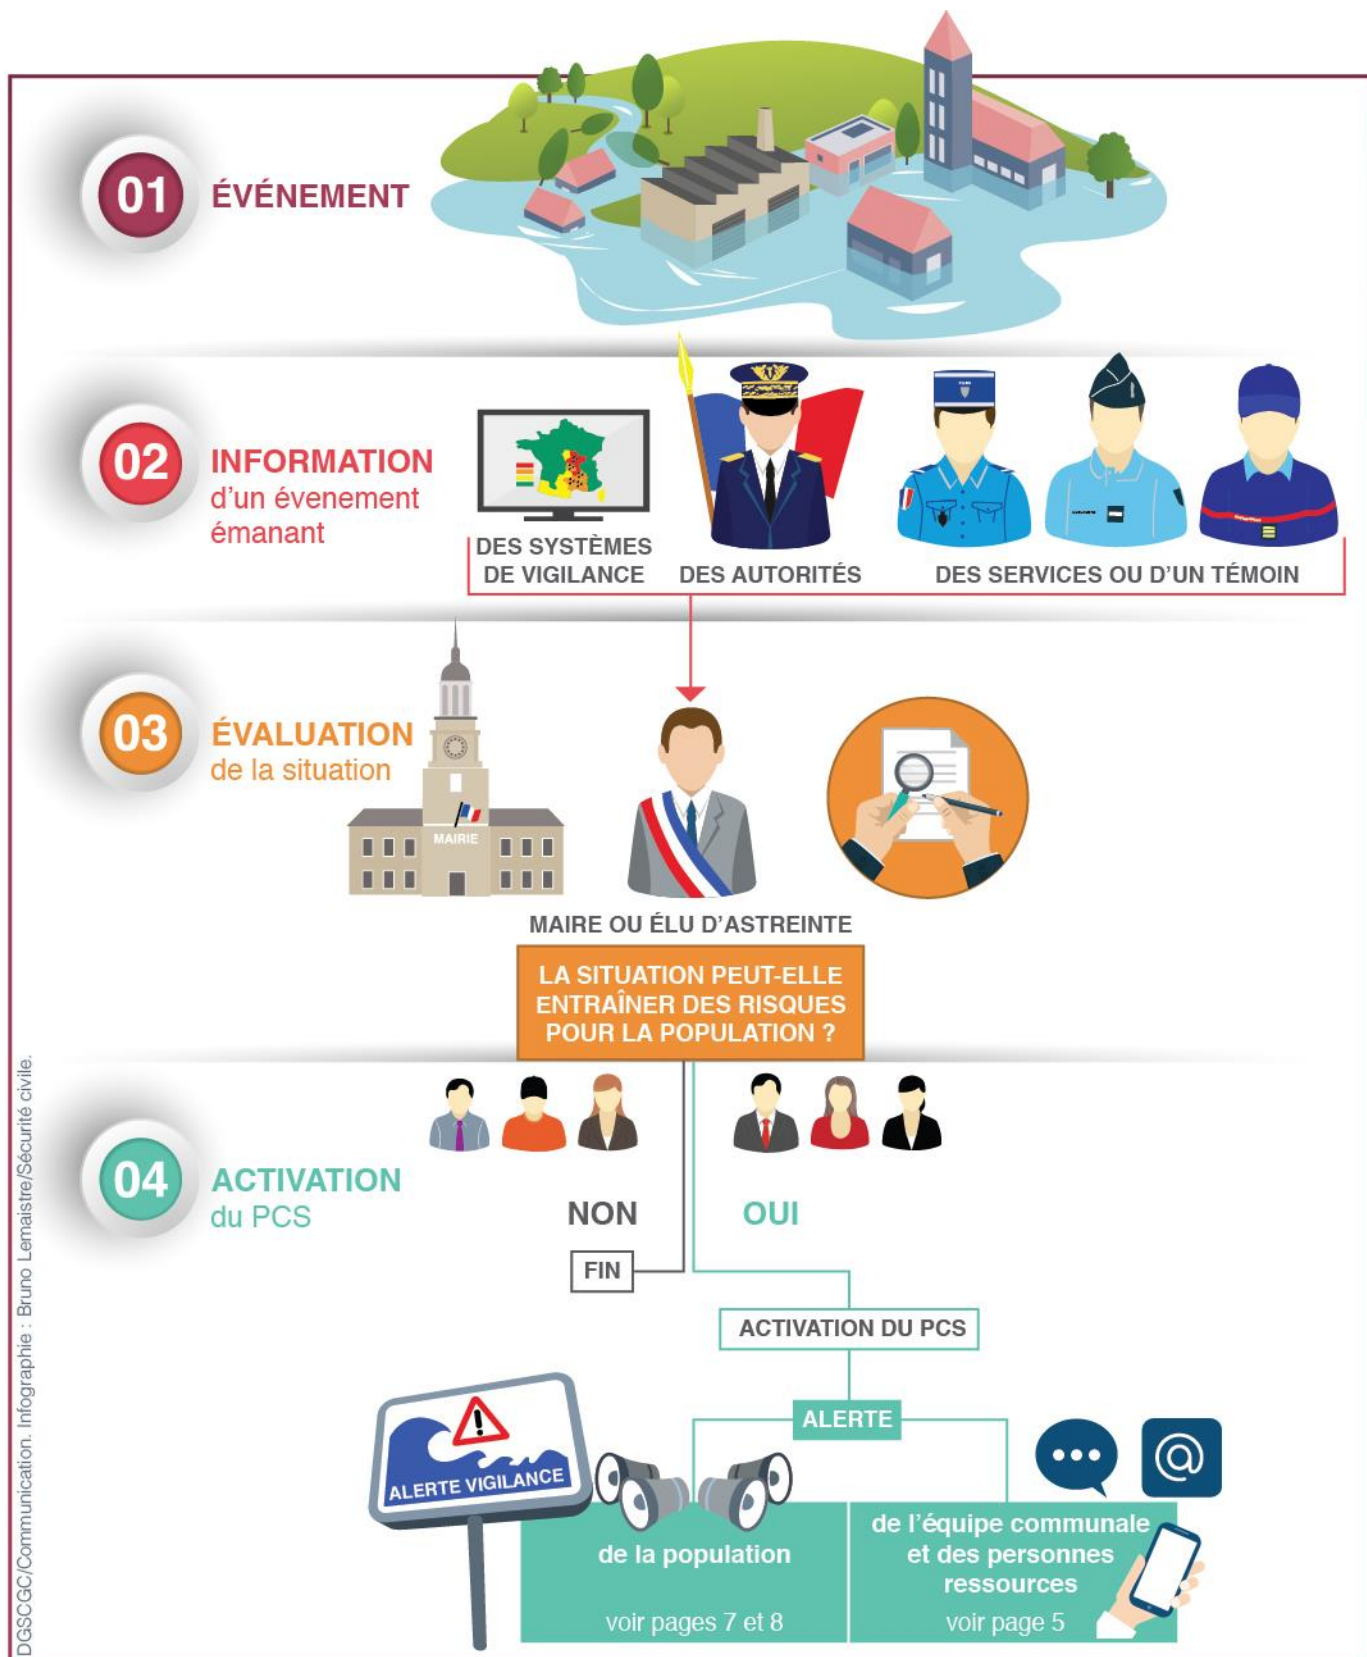 01
ÉVÉNEMENT
02
INFORMATION
d’un évenement
émanant
DES SYSTÈMES
DE VIGILANCE
DES AUTORITÉS
DES SERVICES OU D’UN TÉMOIN
03
ÉVALUATION
de la situation
MAIRIE
MAIRE OU ÉLU D’ASTREINTE
LA SITUATION PEUT-ELLE
ENTRAÎNER DES RISQUES
POUR LA POPULATION ?
04
ACTIVATION
du PCS
NON
OUI
FIN
ACTIVATION DU PCS
ALERTE
ALERTE VIGILANCE
de la population
voir pages 7 et 8
de l’équipe communale
et des personnes
ressources
voir page 5
DGSCGC/Communication. Infographie : Bruno Lemaistre/Sécurité civile.